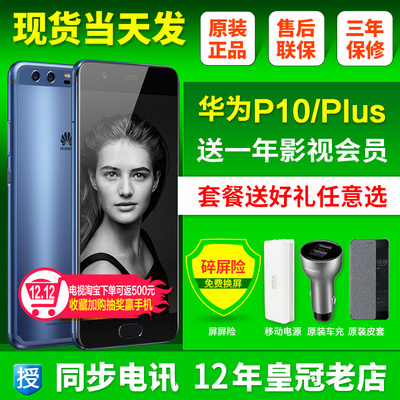 现货当天发
原装正品
售后联保
三年保修
华为P10/Plus
送一年影视会员
套餐送好礼任意选
HUAWEI
碎屏险
免费换屏
12.12
电视淘宝下单可返500元
收藏加购抽奖赢手机
屏屏险
移动电源
原装车充
原装皮套
授
同步电讯
12年皇冠老店